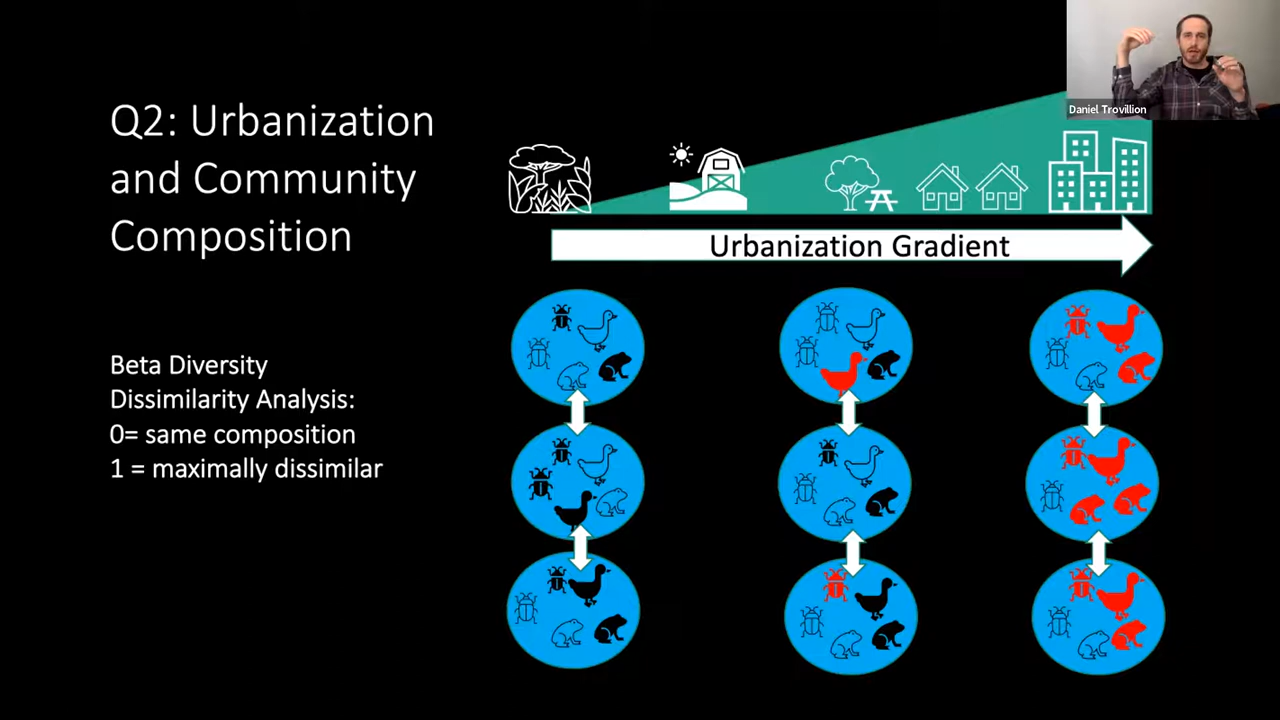 Q2: Urbanization
and Community
Composition
Beta Diversity
Dissimilarity Analysis:
0= same composition
1 = maximally dissimilar
Urbanization Gradient
Daniel Trovillion